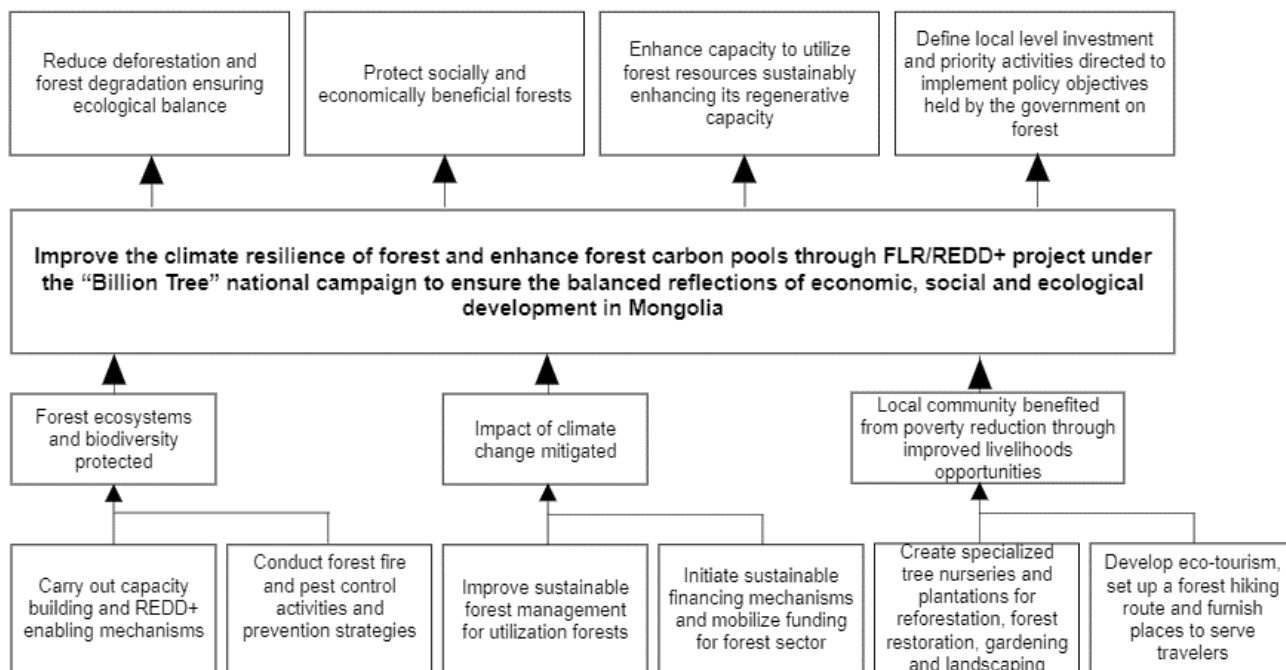 Reduce deforestation and
forest degradation ensuring
ecological balance
Protect socially and
economically beneficial forests
Enhance capacity to utilize
forest resources sustainably
enhancing its regenerative
capacity
Define local level investment
and priority activities directed to
implement policy objectives
held by the government on
forest
Improve the climate resilience of forest and enhance forest carbon pools through FLR/REDD+ project under
the “Billion Tree” national campaign to ensure the balanced reflections of economic, social and ecological
development in Mongolia
Forest ecosystems
and biodiversity
protected
Impact of climate
change mitigated
Local community benefited
from poverty reduction through
improved livelihoods
opportunities
Carry out capacity
building and REDD+
enabling mechanisms
Conduct forest fire
and pest control
activities and
prevention strategies
Improve sustainable
forest management
for utilization forests
Initiate sustainable
financing mechanisms
and mobilize funding
for forest sector
Create specialized
tree nurseries and
plantations for
reforestation, forest
restoration, gardening
and landscaping
Develop eco-tourism,
set up a forest hiking
route and furnish
places to serve
travelers